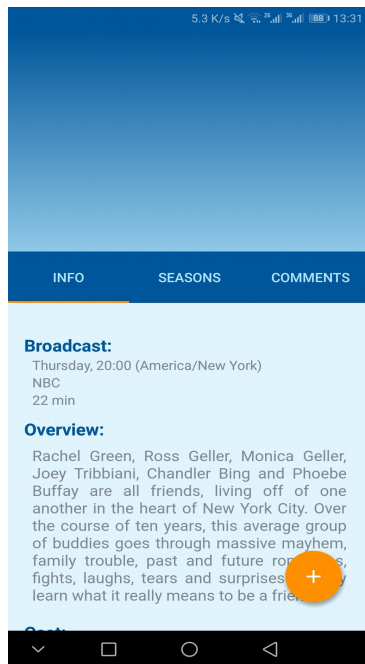 5.3 K/s 2G 3G 88 13:31
INFO SEASONS COMMENTS
Broadcast:
Thursday, 20:00 (America/New York)
NBC
22 min
Overview:
Rachel Green, Ross Geller, Monica Geller,
Joey Tribbiani, Chandler Bing and Phoebe
Buffay are all friends, living off of one
another in the heart of New York City. Over
the course of ten years, this average group
of buddies goes through massive mayhem,
family trouble, past and future
fights, laughs, tears and surprises
learn what it really means to be a